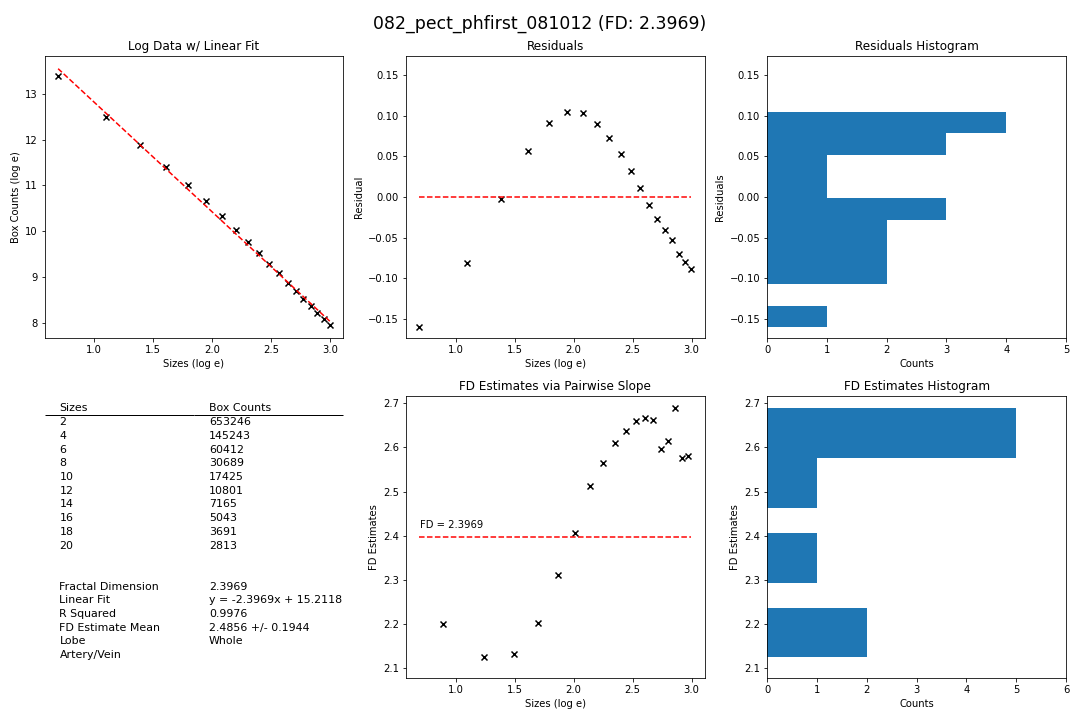 082_pect_phfirst_081012 (FD: 2.3969)
Log Data w/ Linear Fit
Box Counts (log e)
13
12
11
10
9
8
1.0 1.5 2.0 2.5 3.0
Sizes (log e)
Residuals
Residual
0.15
0.10
0.05
0.00
−0.05
−0.10
−0.15
1.0 1.5 2.0 2.5 3.0
Sizes (log e)
Residuals Histogram
Residuals
0.15
0.10
0.05
0.00
−0.05
−0.10
−0.15
0 1 2 3 4 5
Counts
Sizes Box Counts
2 653246
4 145243
6 60412
8 30689
10 17425
12 10801
14 7165
16 5043
18 3691
20 2813
Fractal Dimension 2.3969
Linear Fit y = -2.3969x + 15.2118
R Squared 0.9976
FD Estimate Mean 2.4856 +/- 0.1944
Lobe Whole
Artery/Vein
FD Estimates via Pairwise Slope
FD Estimates
2.7
2.6
2.5
2.4
2.3
2.2
2.1
FD = 2.3969
1.0 1.5 2.0 2.5 3.0
Sizes (log e)
FD Estimates Histogram
FD Estimates
2.7
2.6
2.5
2.4
2.3
2.2
2.1
0 1 2 3 4 5 6
Counts